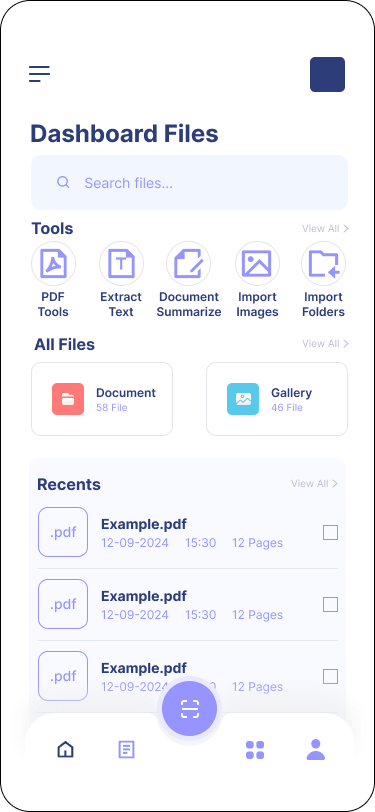 Dashboard Files
Search files...
Tools
View All
PDF Tools
Extract Text
Document Summarize
Import Images
Import Folders
All Files
View All
Document
58 File
Gallery
46 File
Recents
View All
.pdf
Example.pdf
12-09-2024 15:30 12 Pages
.pdf
Example.pdf
12-09-2024 15:30 12 Pages
.pdf
Example.pdf
12-09-2024 15:30 12 Pages